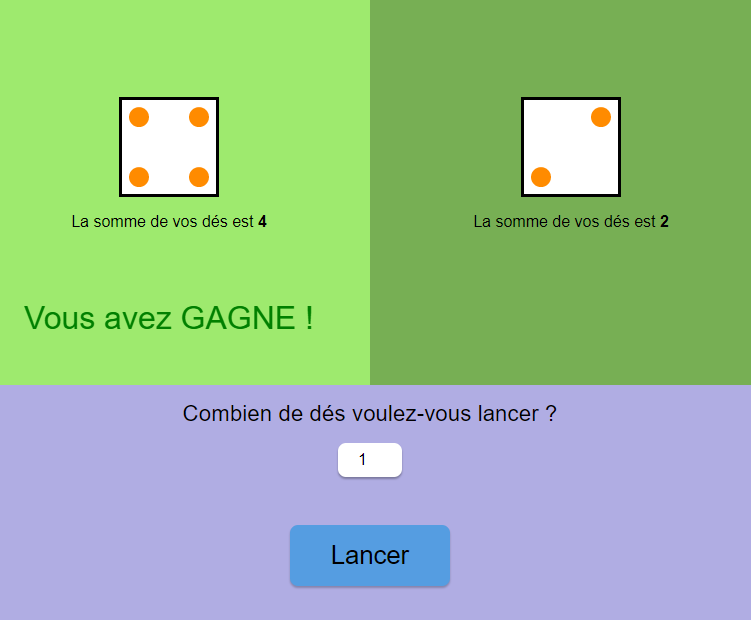 La somme de vos dés est 4
La somme de vos dés est 2
Vous avez GAGNE !
Combien de dés voulez-vous lancer ?
1
Lancer